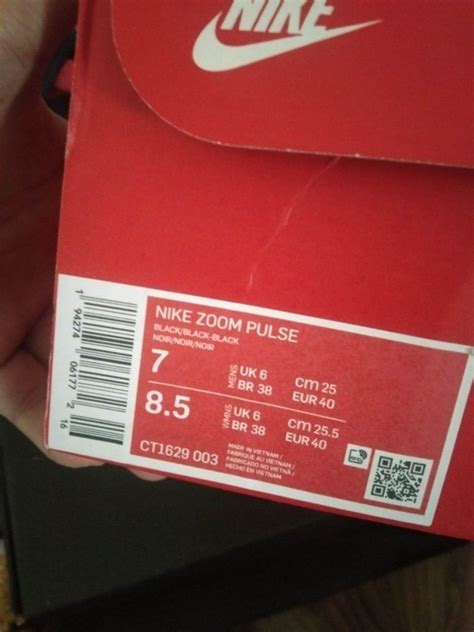 NIKE
NIKE ZOOM PULSE
BLACK/BLACK-BLACK
NOIR/NOIR/NOIR
7 MENS UK 6 cm 25
BR 38 EUR 40
8.5 WMNS UK 6 cm 25.5
BR 38 EUR 40
CT1629 003
MADE IN VIETNAM /
FABRIQUE AU VIETNAM /
FABRICADO NO VIETNÃ /
HECHO EN VIETNAM
1 94274 06177 2
16